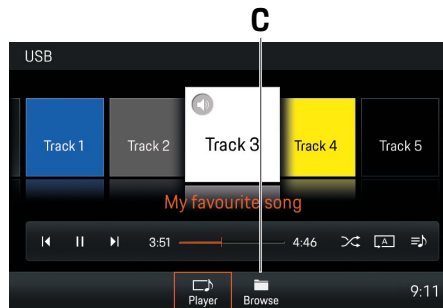 C
USB
Track 1
Track 2
Track 3
Track 4
Track 5
My favourite song
3:51
4:46
A
Player
Browse
9:11